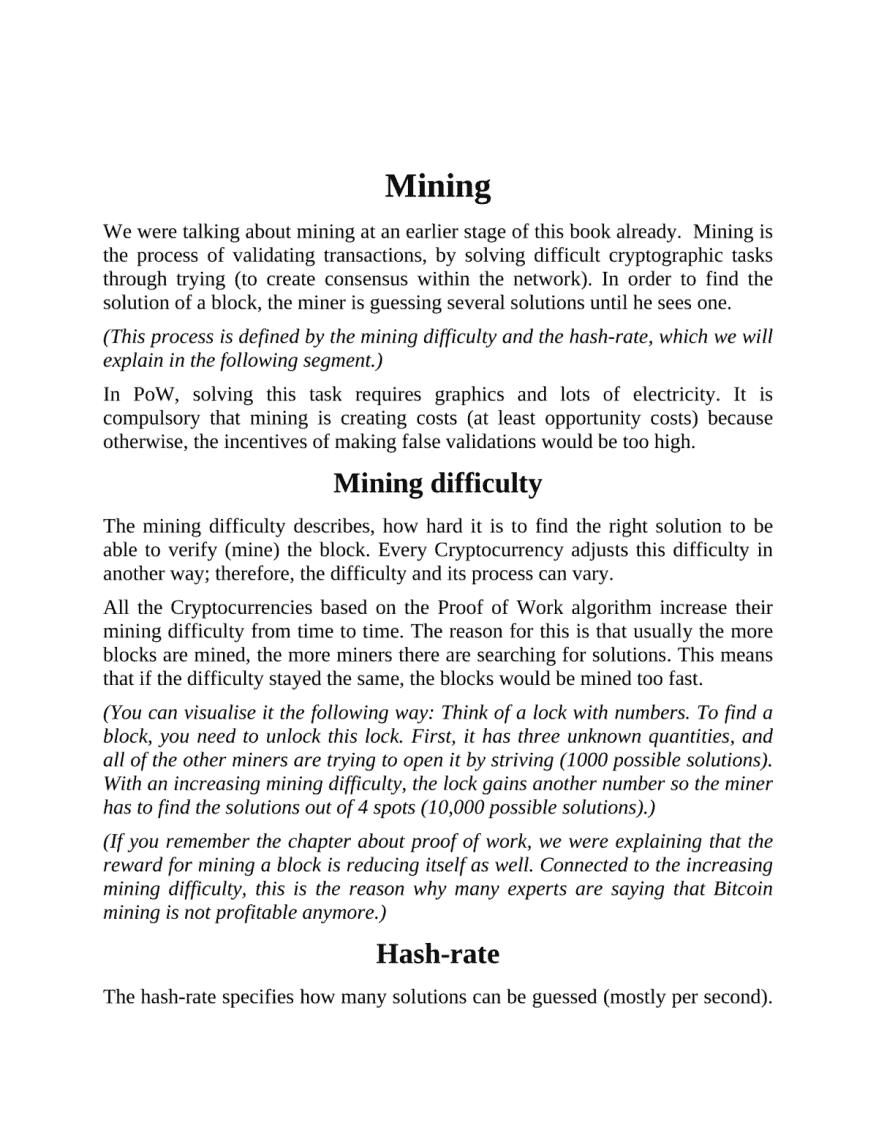 Mining
We were talking about mining at an earlier stage of this book already.  Mining is
the process of validating transactions, by solving difficult cryptographic tasks
through trying (to create consensus within the network). In order to find the
solution of a block, the miner is guessing several solutions until he sees one.
(This process is defined by the mining difficulty and the hash-rate, which we will
explain in the following segment.)
In PoW, solving this task requires graphics and lots of electricity. It is
compulsory that mining is creating costs (at least opportunity costs) because
otherwise, the incentives of making false validations would be too high.
Mining difficulty
The mining difficulty describes, how hard it is to find the right solution to be
able to verify (mine) the block. Every Cryptocurrency adjusts this difficulty in
another way; therefore, the difficulty and its process can vary.
All the Cryptocurrencies based on the Proof of Work algorithm increase their
mining difficulty from time to time. The reason for this is that usually the more
blocks are mined, the more miners there are searching for solutions. This means
that if the difficulty stayed the same, the blocks would be mined too fast.
(You can visualise it the following way: Think of a lock with numbers. To find a
block, you need to unlock this lock. First, it has three unknown quantities, and
all of the other miners are trying to open it by striving (1000 possible solutions).
With an increasing mining difficulty, the lock gains another number so the miner
has to find the solutions out of 4 spots (10,000 possible solutions).)
(If you remember the chapter about proof of work, we were explaining that the
reward for mining a block is reducing itself as well. Connected to the increasing
mining difficulty, this is the reason why many experts are saying that Bitcoin
mining is not profitable anymore.)
Hash-rate
The hash-rate specifies how many solutions can be guessed (mostly per second).